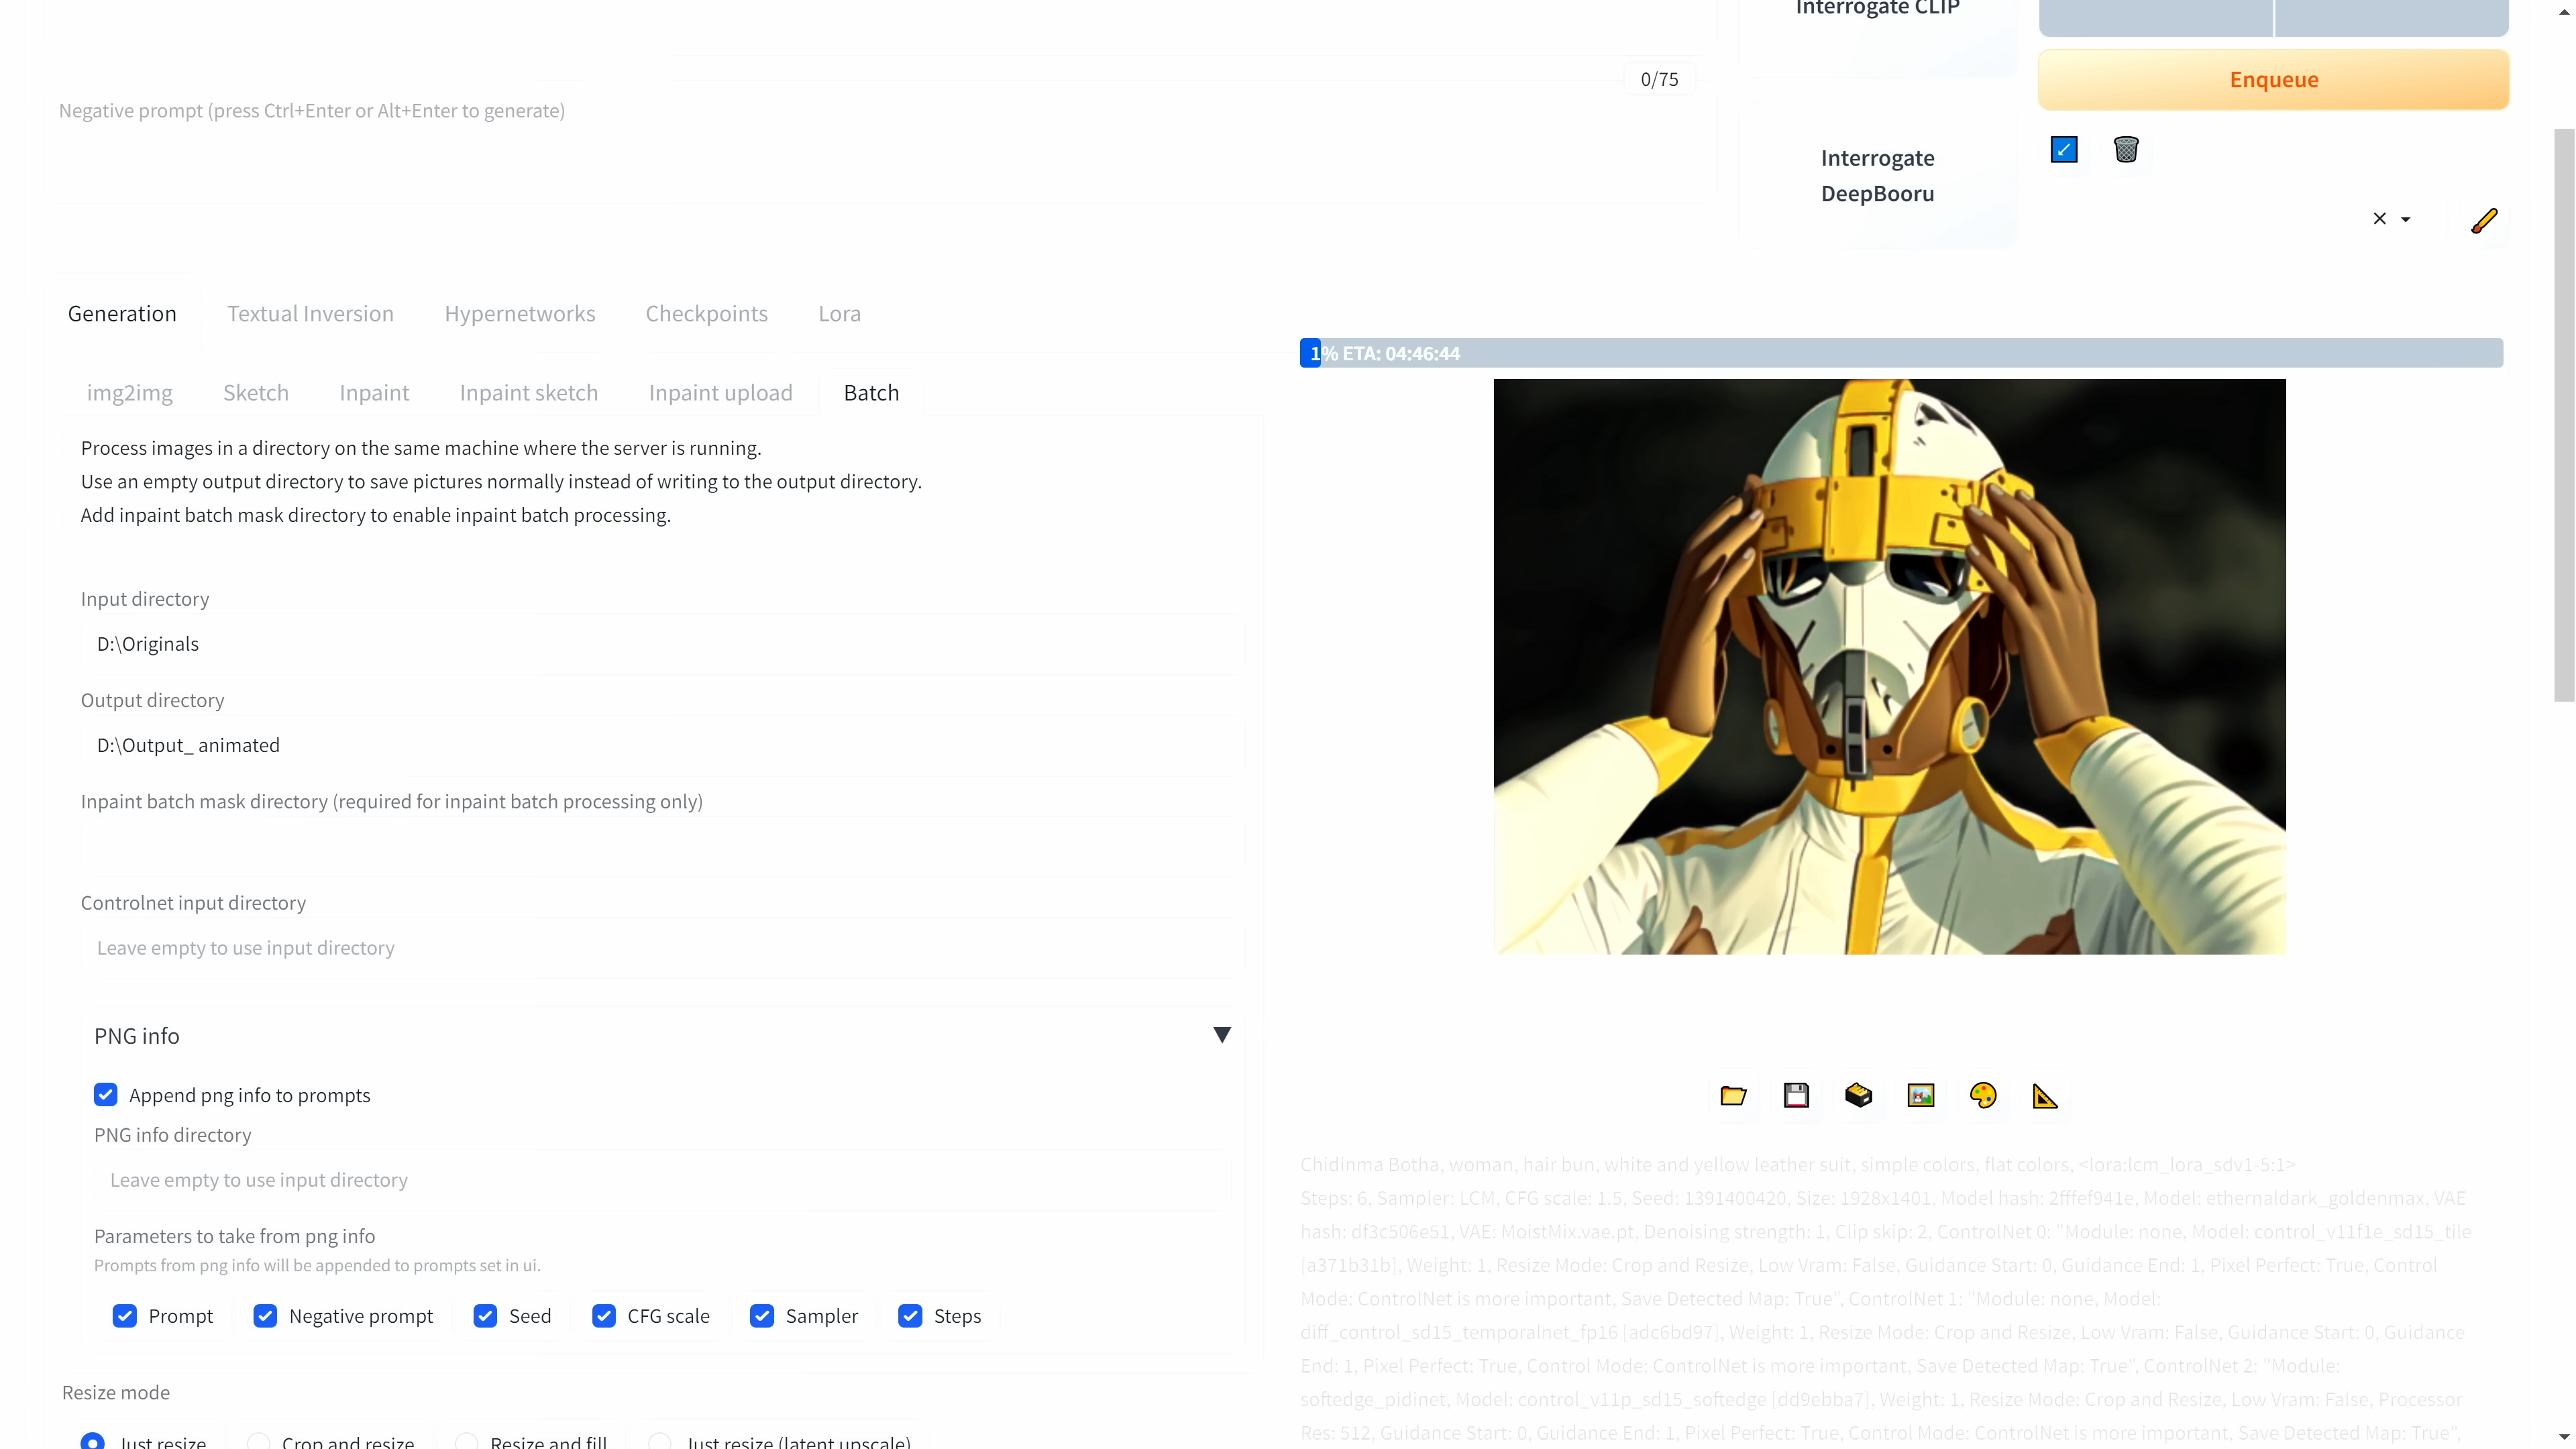 Interrogate CLIP
Enqueue
0/75
Negative prompt (press Ctrl+Enter or Alt+Enter to generate)
Interrogate
DeepBooru
Generation
Textual Inversion
Hypernetworks
Checkpoints
Lora
1% ETA: 04:46:44
img2img
Sketch
Inpaint
Inpaint sketch
Inpaint upload
Batch
Process images in a directory on the same machine where the server is running.
Use an empty output directory to save pictures normally instead of writing to the output directory.
Add inpaint batch mask directory to enable inpaint batch processing.
Input directory
D:\Originals
Output directory
D:\Output_ animated
Inpaint batch mask directory (required for inpaint batch processing only)
Controlnet input directory
Leave empty to use input directory
PNG info
Append png info to prompts
PNG info directory
Leave empty to use input directory
Parameters to take from png info
Prompts from png info will be appended to prompts set in ui.
Prompt
Negative prompt
Seed
CFG scale
Sampler
Steps
Resize mode
Just resize
Crop and resize
Resize and fill
Just resize (latent upscale)
Chidinma Botha, woman, hair bun, white and yellow leather suit, simple colors, flat colors, <lora:lcm_lora_sdv1-5:1>
Steps: 6, Sampler: LCM, CFG scale: 1.5, Seed: 1391400420, Size: 1928x1401, Model hash: 2fffef941e, Model: ethernaldark_goldenmax, VAE
hash: df3c506e51, VAE: MoistMix.vae.pt, Denoising strength: 1, Clip skip: 2, ControlNet 0: "Module: none, Model: control_v11f1e_sd15_tile
[a371b31b], Weight: 1, Resize Mode: Crop and Resize, Low Vram: False, Guidance Start: 0, Guidance End: 1, Pixel Perfect: True, Control
Mode: ControlNet is more important, Save Detected Map: True", ControlNet 1: "Module: none, Model:
diff_control_sd15_temporalnet_fp16 [adc6bd97], Weight: 1, Resize Mode: Crop and Resize, Low Vram: False, Guidance Start: 0, Guidance
End: 1, Pixel Perfect: True, Control Mode: ControlNet is more important, Save Detected Map: True", ControlNet 2: "Module:
softedge_pidinet, Model: control_v11p_sd15_softedge [dd9ebba7], Weight: 1, Resize Mode: Crop and Resize, Low Vram: False, Processor
Res: 512, Guidance Start: 0, Guidance End: 1, Pixel Perfect: True, Control Mode: ControlNet is more important, Save Detected Map: True",